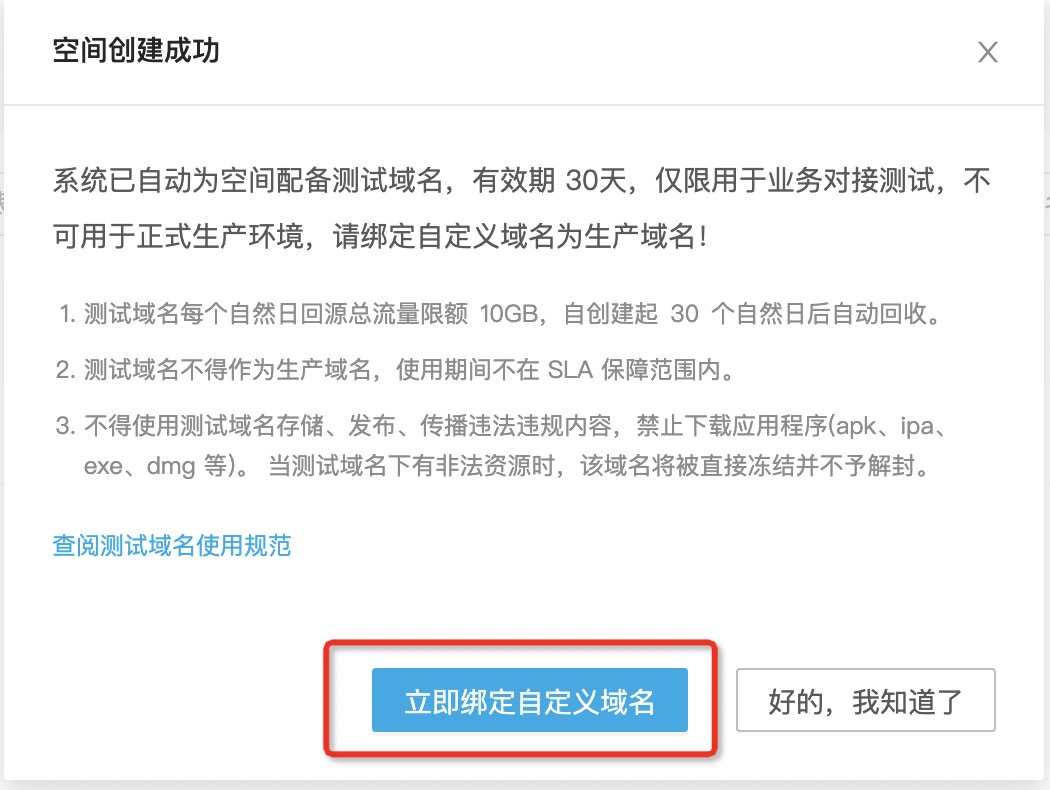 空间创建成功
X
系统已自动为空间配备测试域名，有效期 30天，仅限用于业务对接测试，不
可用于正式生产环境，请绑定自定义域名为生产域名！
1. 测试域名每个自然日回源总流量限额 10GB，自创建起 30 个自然日后自动回收。
2. 测试域名不得作为生产域名，使用期间不在 SLA 保障范围内。
3. 不得使用测试域名存储、发布、传播违法违规内容，禁止下载应用程序(apk、ipa、
exe、dmg 等)。 当测试域名下有非法资源时，该域名将被直接冻结并不予解封。
查阅测试域名使用规范
立即绑定自定义域名
好的，我知道了